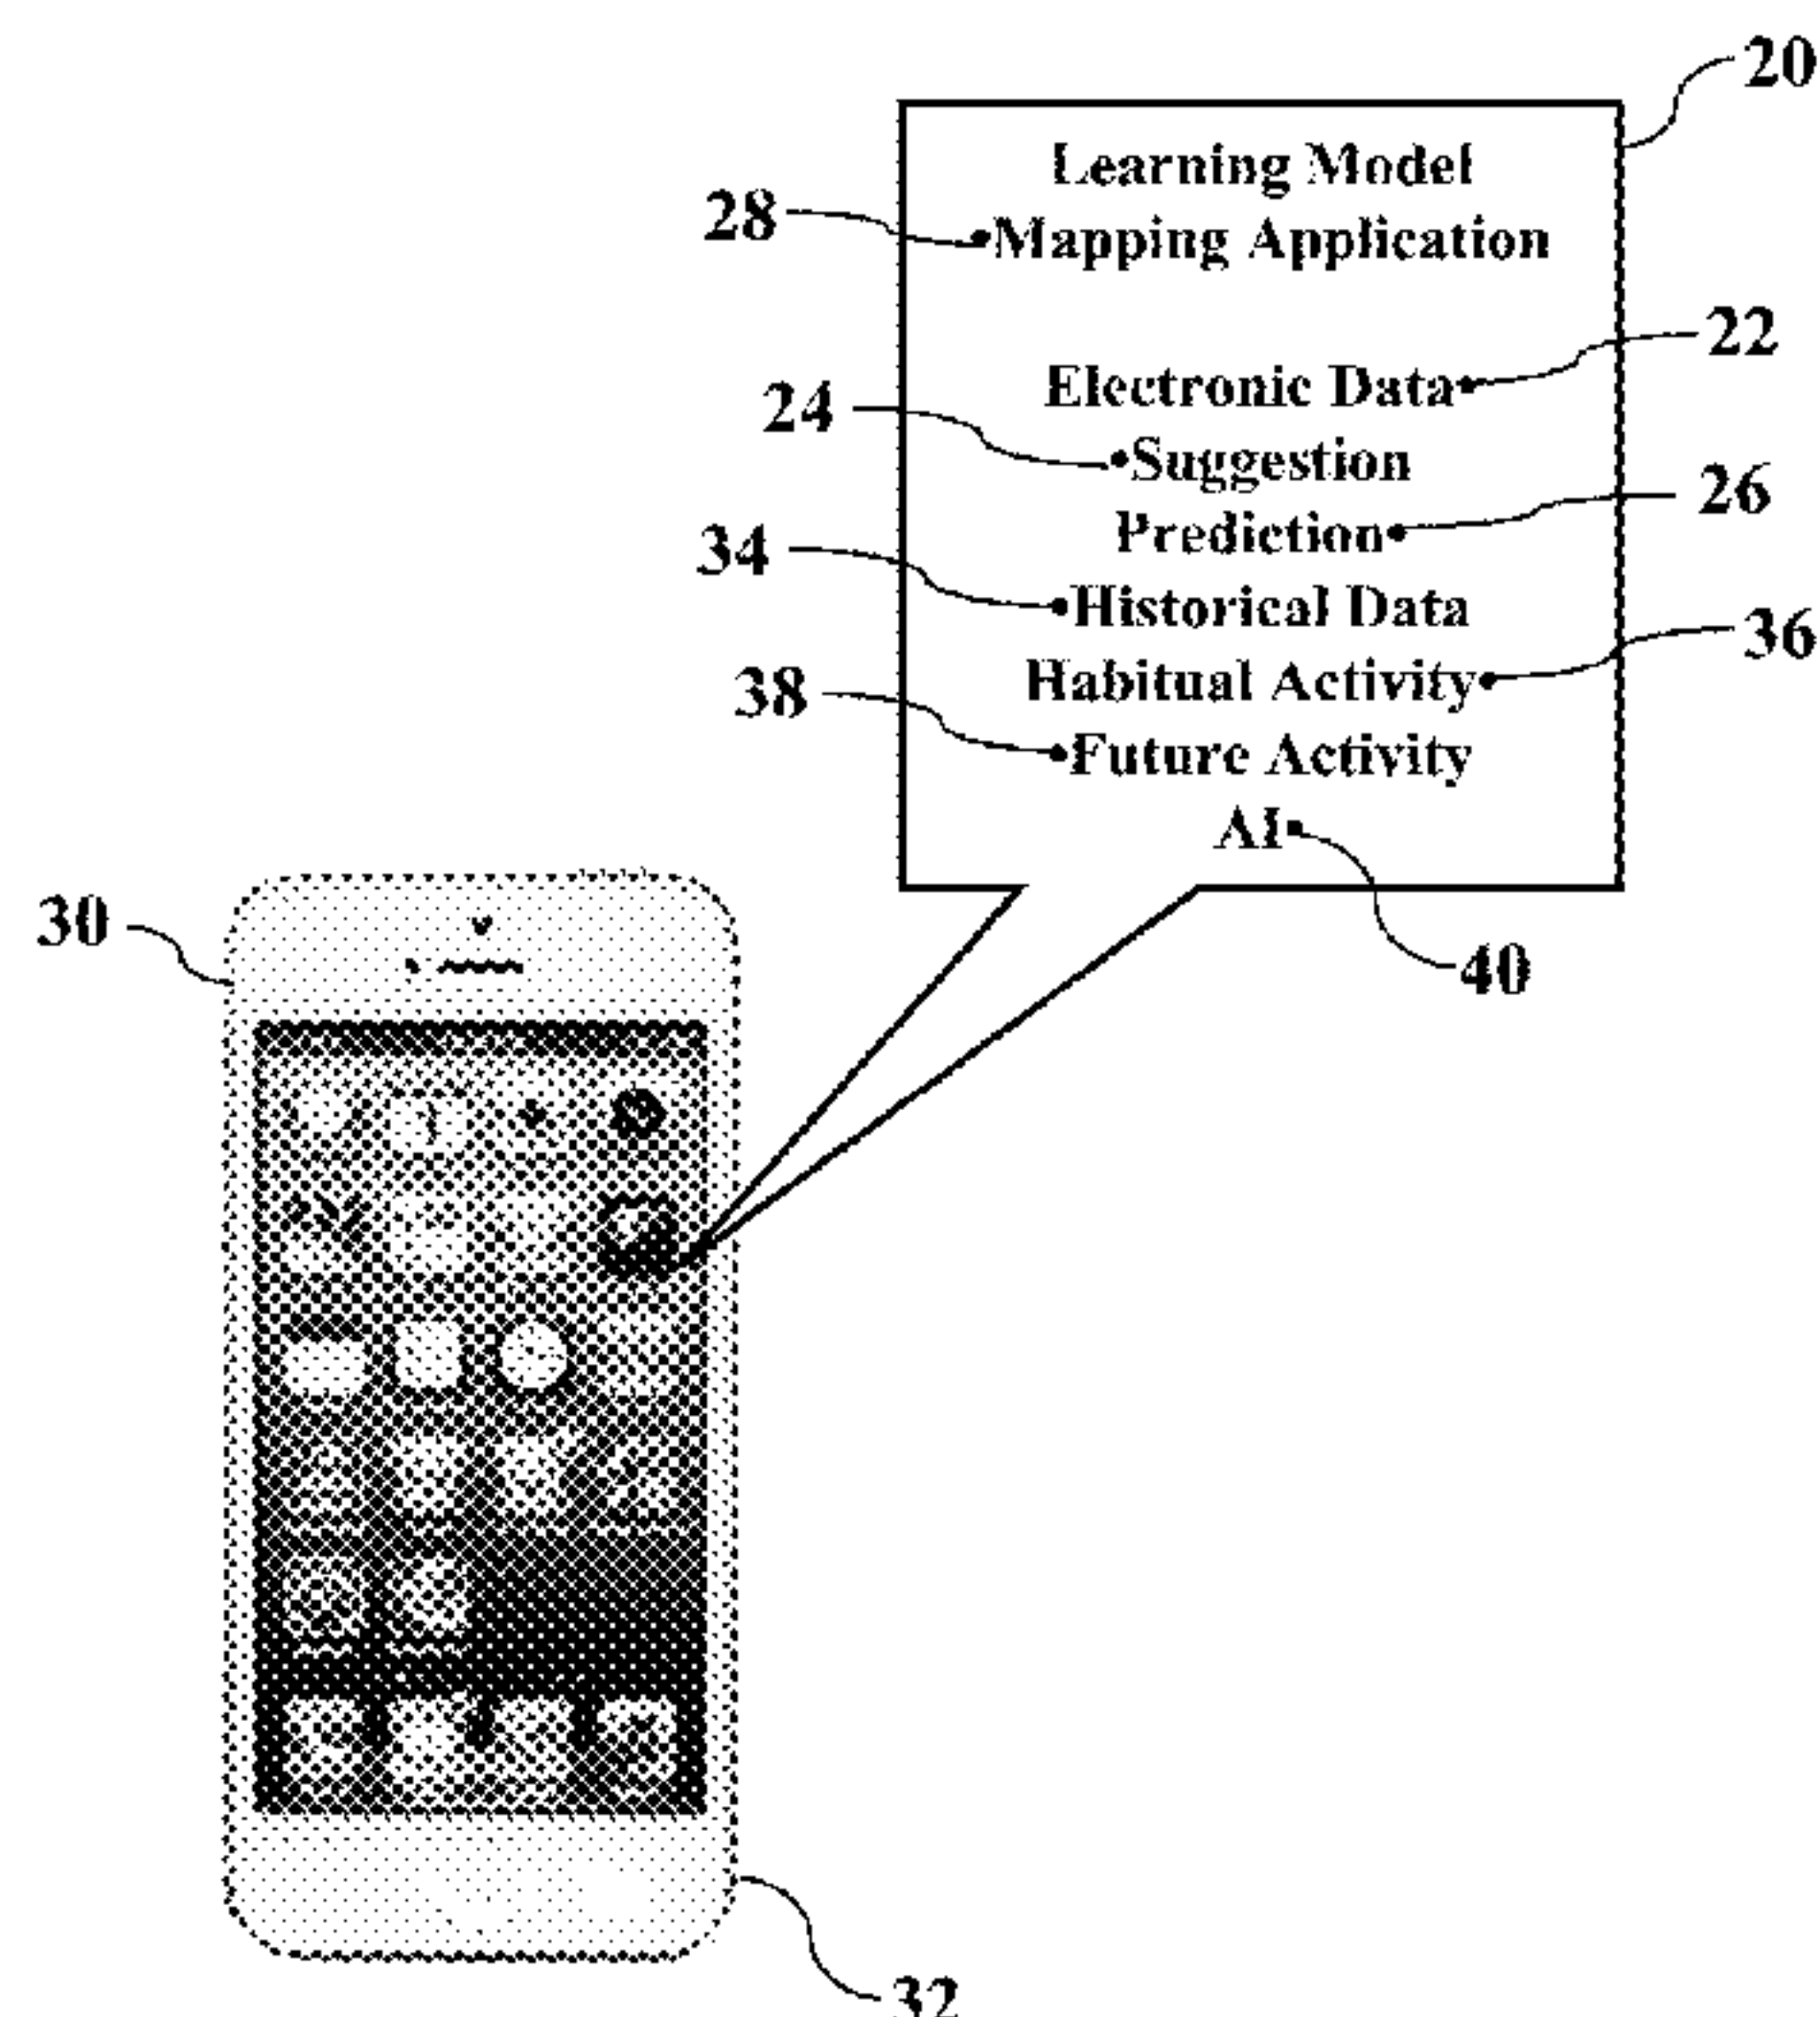 20
Learning Model
28 •Mapping Application
22
Electronic Data•
24 •Suggestion
Prediction• 26
34 •Historical Data
36
Habitual Activity•
38 •Future Activity
AI•
30
40
32